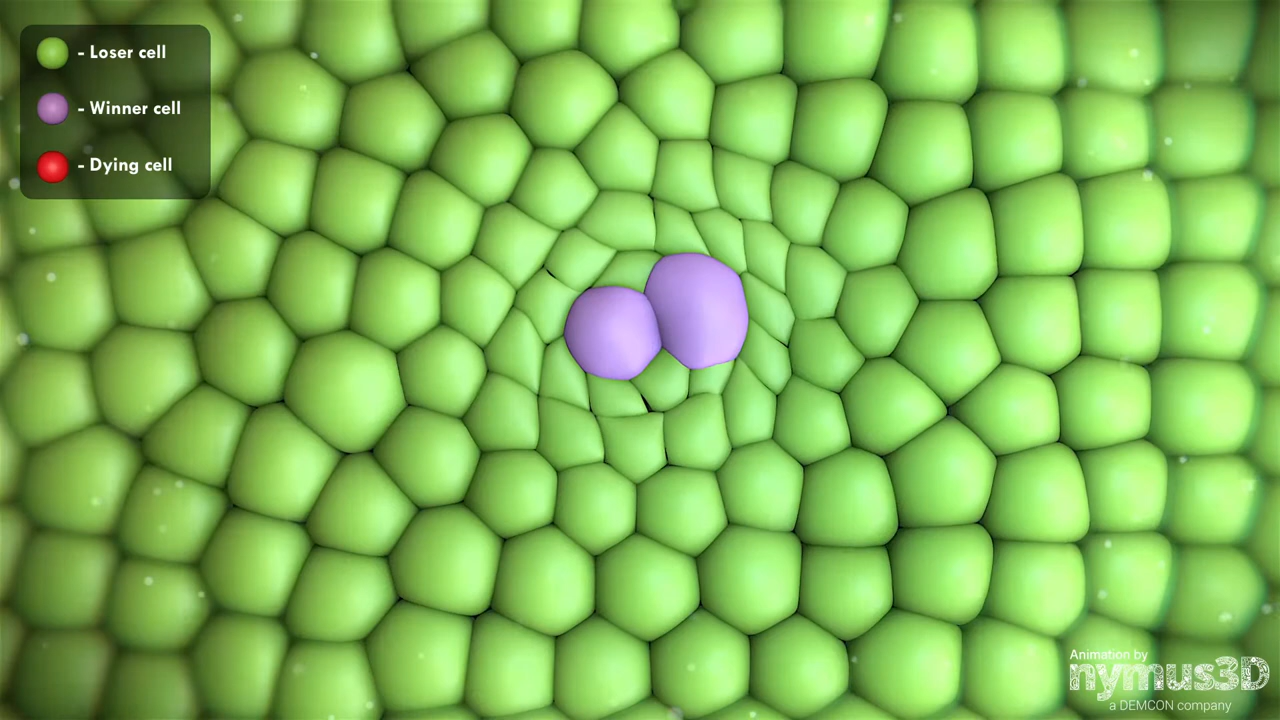 - Loser cell
- Winner cell
- Dying cell
Animation by
nymus3D
a DEMCON company